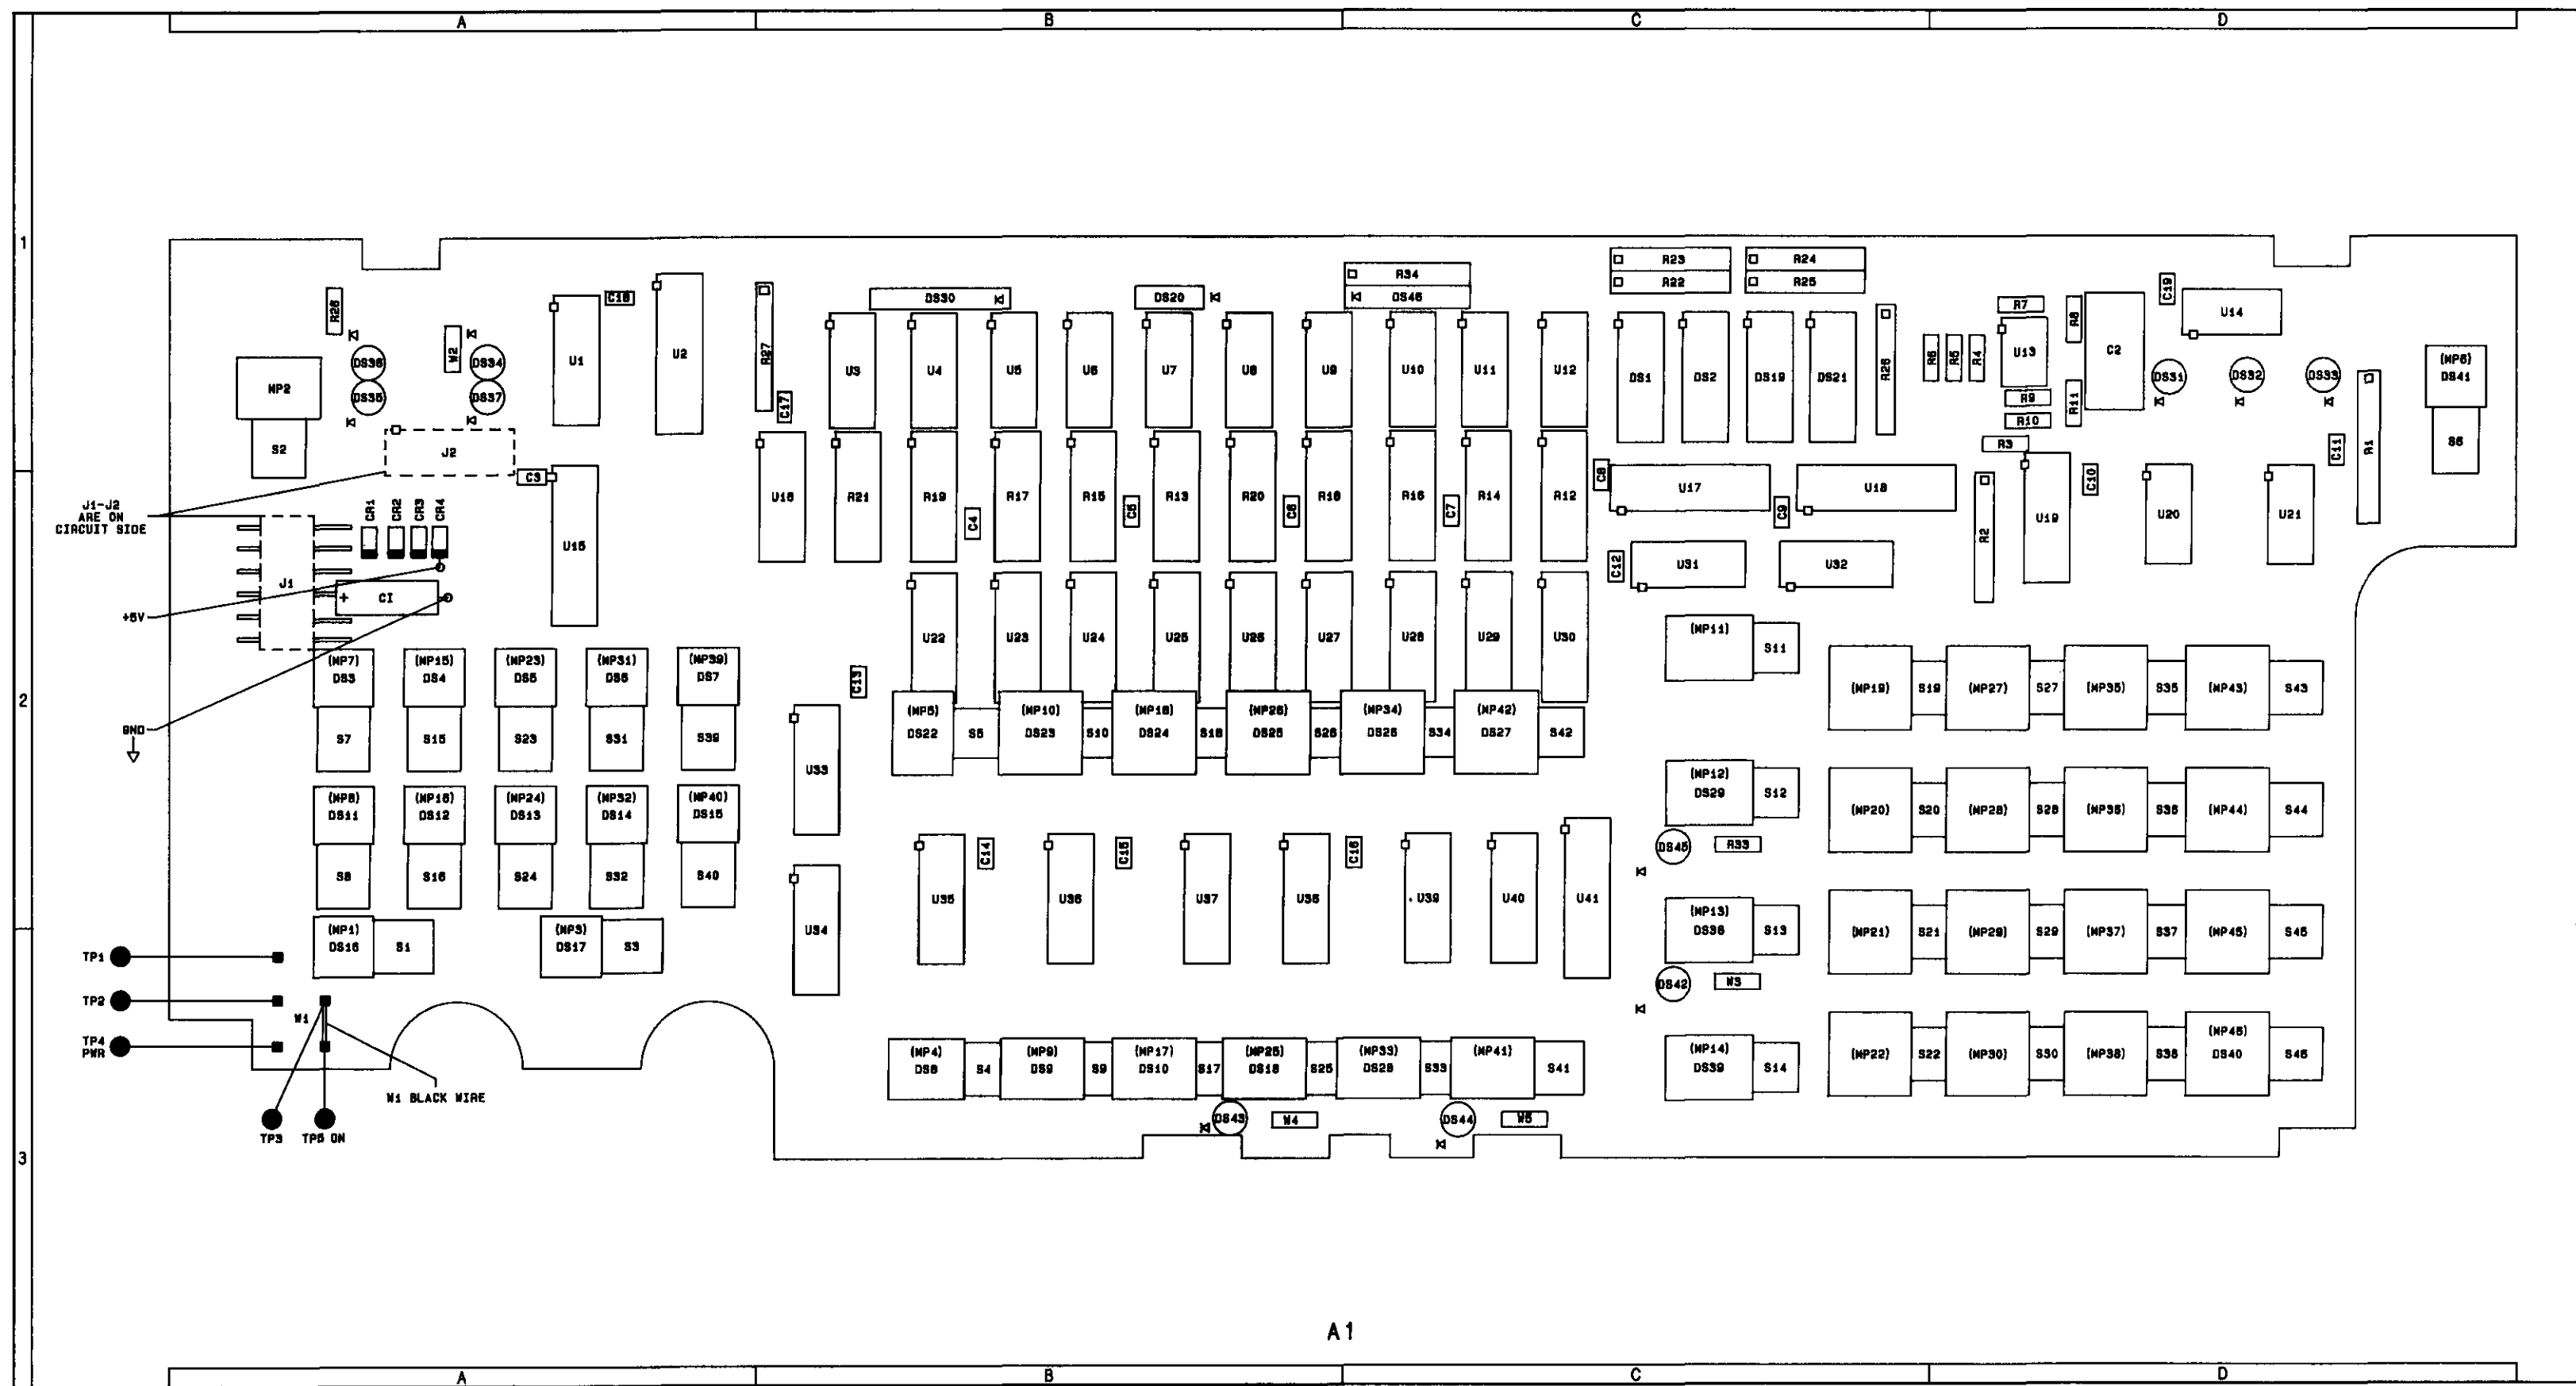 A B C D
1
R23 R24
R34
R22 R25
DS30 DS20 DS46
C19
R26 C18 R7 R8 U14
W2 R27 R6 R5 R4 U13 C2
DS36 DS34 U1 U2 U3 U4 U5 U6 U7 U8 U9 U10 U11 U12 DS1 DS2 DS19 DS21 R26 DS31 DS32 DS33 (MP6)
DS41
MP2 DS35 DS37 C17 R9 R11
R10
S2 J2 R3 C11 R1 S6
C3 C8 C10
J1-J2
ARE ON
CIRCUIT SIDE
CR1 CR2 CR3 CR4 U16 R21 R19 R17 R15 R13 R20 R18 R16 R14 R12 U17 U18
C4 C5 C6 C7 C9 U19 U20 U21
U15 R2
J1 C12 U31 U32
+ CI
+5V
U22 U23 U24 U25 U26 U27 U28 U29 U30 (MP11)
S11
(MP7) (MP15) (MP23) (MP31) (MP39)
DS3 DS4 DS5 DS6 DS7 C13
2
(MP19) S19 (MP27) S27 (MP35) S35 (MP43) S43
(MP5) (MP10) (MP18) (MP26) (MP34) (MP42)
DS22 S5 DS23 S10 DS24 S18 DS25 S26 DS26 S34 DS27 S42
GND
S7 S15 S23 S31 S39
U33
(MP12)
DS29 S12
(MP8) (MP16) (MP24) (MP32) (MP40)
DS11 DS12 DS13 DS14 DS15
(MP20) S20 (MP28) S28 (MP36) S36 (MP44) S44
C14 C15 C16 DS45 R33
S8 S16 S24 S32 S40
U35 U36 U37 U38 U39 U40 U41
(MP13)
DS38 S13
U34
(MP1) (MP3)
DS16 S1 DS17 S3
(MP21) S21 (MP29) S29 (MP37) S37 (MP45) S45
TP1
DS42 W3
TP2
W1
TP4
PWR
(MP4) (MP9) (MP17) (MP25) (MP33) (MP41) (MP14)
DS8 S4 DS9 S9 DS10 S17 DS18 S25 DS28 S33 S41 DS39 S14
(MP22) S22 (MP30) S30 (MP38) S38 (MP46)
DS40 S46
W1 BLACK WIRE
DS43 W4 DS44 W5
TP3 TP5 ON
3
A1
A B C D